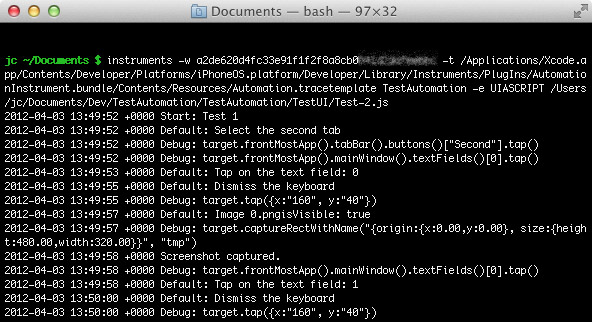 Documents — bash — 97×32
jc ~/Documents $ instruments -w a2de620d4fc33e91f1f2f8a8cb0 -t /Applications/Xcode.a
pp/Contents/Developer/Platforms/iPhoneOS.platform/Developer/Library/Instruments/PlugIns/Automatio
nInstrument.bundle/Contents/Resources/Automation.tracetemplate TestAutomation -e UIASCRIPT /Users
/jc/Documents/Dev/TestAutomation/TestAutomation/TestUI/Test-2.js
2012-04-03 13:49:52 +0000 Start: Test 1
2012-04-03 13:49:52 +0000 Default: Select the second tab
2012-04-03 13:49:52 +0000 Debug: target.frontMostApp().tabBar().buttons()["Second"].tap()
2012-04-03 13:49:52 +0000 Debug: target.frontMostApp().mainWindow().textFields()[0].tap()
2012-04-03 13:49:53 +0000 Default: Tap on the text field: 0
2012-04-03 13:49:55 +0000 Default: Dismiss the keyboard
2012-04-03 13:49:55 +0000 Debug: target.tap({x:"160", y:"40"})
2012-04-03 13:49:57 +0000 Default: Image 0.pngisVisible: true
2012-04-03 13:49:57 +0000 Debug: target.captureRectWithName("{origin:{x:0.00,y:0.00}, size:{heigh
t:480.00,width:320.00}}", "tmp")
2012-04-03 13:49:58 +0000 Screenshot captured.
2012-04-03 13:49:58 +0000 Debug: target.frontMostApp().mainWindow().textFields()[0].tap()
2012-04-03 13:49:58 +0000 Default: Tap on the text field: 1
2012-04-03 13:50:00 +0000 Default: Dismiss the keyboard
2012-04-03 13:50:00 +0000 Debug: target.tap({x:"160", y:"40"})